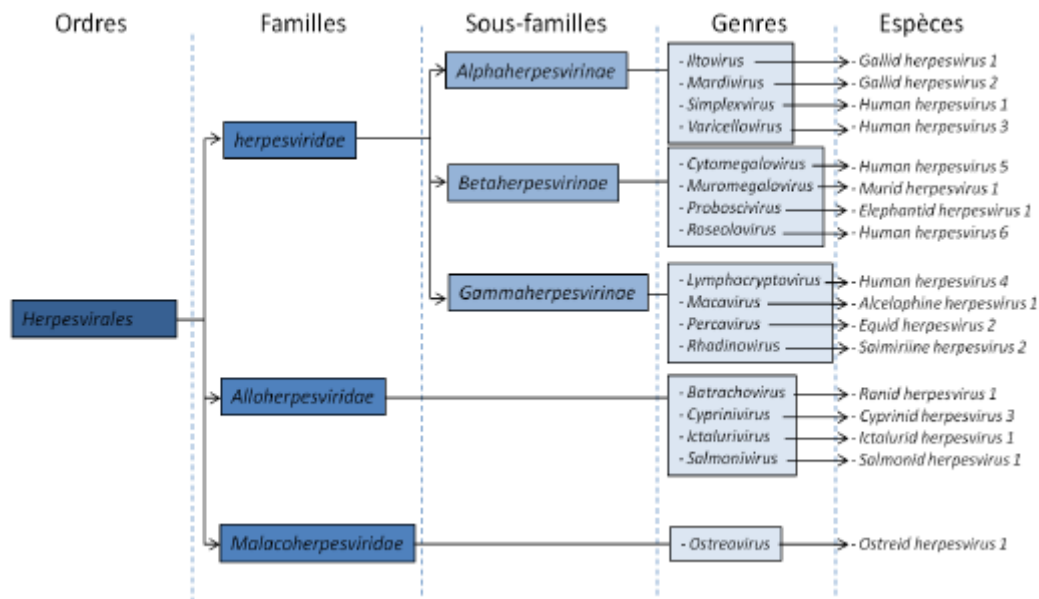 Ordres
Familles
Sous-familles
Genres
Espèces
Herpesvirales
herpesviridae
Alloherpesviridae
Malacoherpesviridae
Alphaherpesvirinae
Betaherpesvirinae
Gammaherpesvirinae
- Iltovirus
- Mardivirus
- Simplexvirus
- Varicellovirus
- Gallid herpesvirus 1
- Gallid herpesvirus 2
- Human herpesvirus 1
- Human herpesvirus 3
- Cytomegalovirus
- Muromegalovirus
- Proboscivirus
- Roseolovirus
- Human herpesvirus 5
- Murid herpesvirus 1
- Elephantid herpesvirus 1
- Human herpesvirus 6
- Lymphocryptovirus
- Macavirus
- Percavirus
- Rhadinovirus
- Human herpesvirus 4
- Alcelaphine herpesvirus 1
- Equid herpesvirus 2
- Saimiriine herpesvirus 2
- Batrachovirus
- Cyprinivirus
- Ictalurivirus
- Salmonivirus
- Ranid herpesvirus 1
- Cyprinid herpesvirus 3
- Ictalurid herpesvirus 1
- Salmonid herpesvirus 1
- Ostreavirus
- Ostreid herpesvirus 1